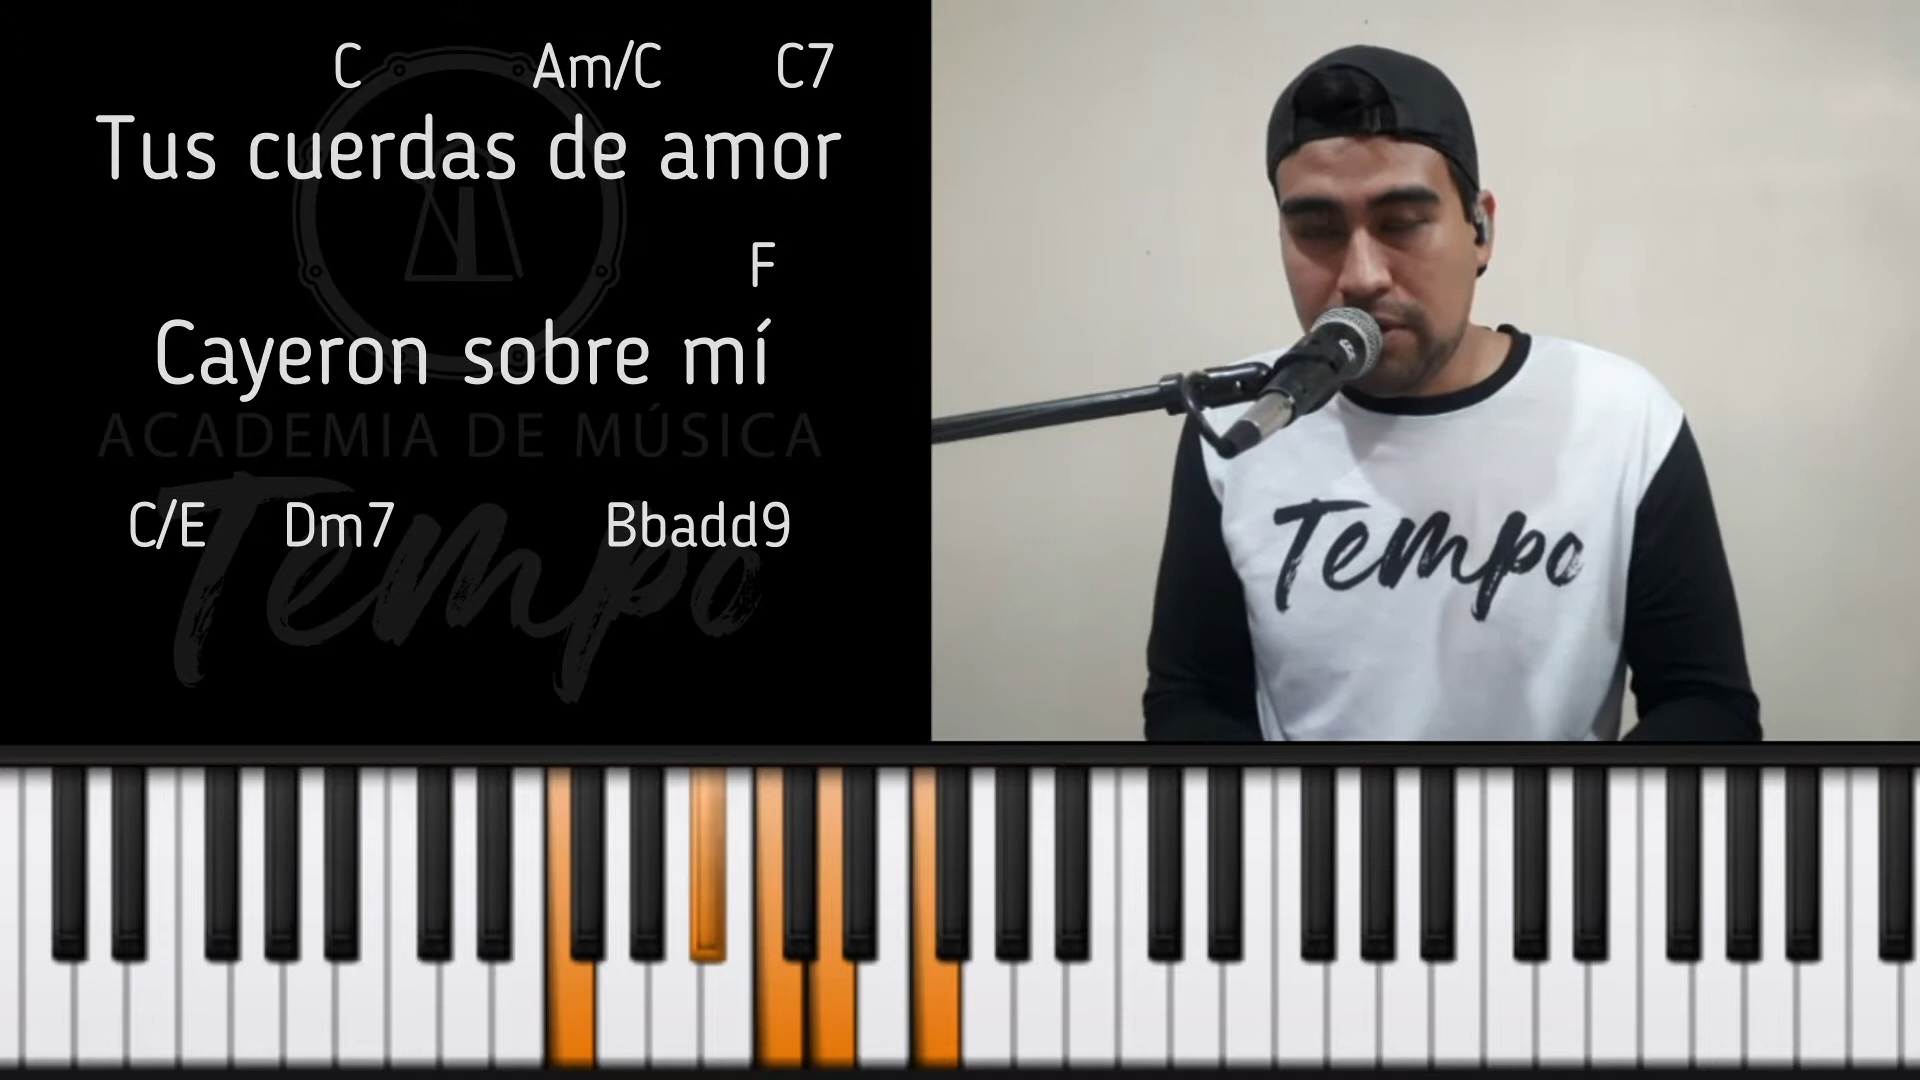 C Am/C C7
Tus cuerdas de amor
F
Cayeron sobre mí
ACADEMIA DE MÚSICA
C/E Dm7 Bbadd9
Tempo
Tempo